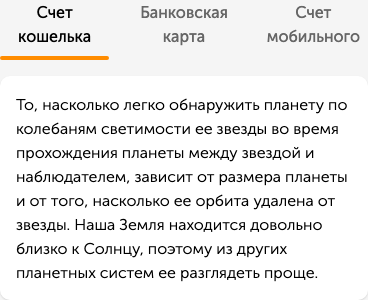 Счет Банковская Счет
кошелька карта мобильного
То, насколько легко обнаружить планету по
колебаням светимости ее звезды во время
прохождения планеты между звездой и
наблюдателем, зависит от размера планеты
и от того, насколько ее орбита удалена от
звезды. Наша Земля находится довольно
близко к Солнцу, поэтому из других
планетных систем ее разглядеть проще.